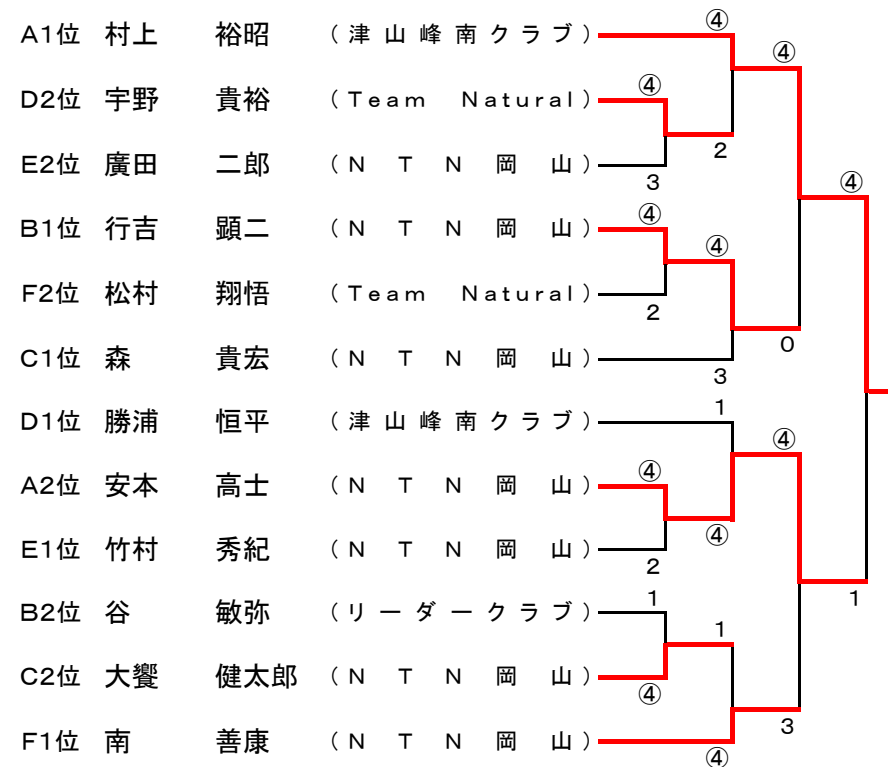 ④
A1位 村上 裕昭 (津山峰南クラブ)
④
④
D2位 宇野 貴裕 (Team Natural)
2
E2位 廣田 二郎 (NTN岡山)
3
④
④
B1位 行吉 顕二 (NTN岡山)
④
F2位 松村 翔悟 (Team Natural)
2
0
C1位 森 貴宏 (NTN岡山)
3
1
D1位 勝浦 恒平 (津山峰南クラブ)
④
④
A2位 安本 高士 (NTN岡山)
④
E1位 竹村 秀紀 (NTN岡山)
2
1
1
B2位 谷 敏弥 (リーダークラブ)
1
C2位 大饗 健太郎 (NTN岡山)
④
3
F1位 南 善康 (NTN岡山)
④